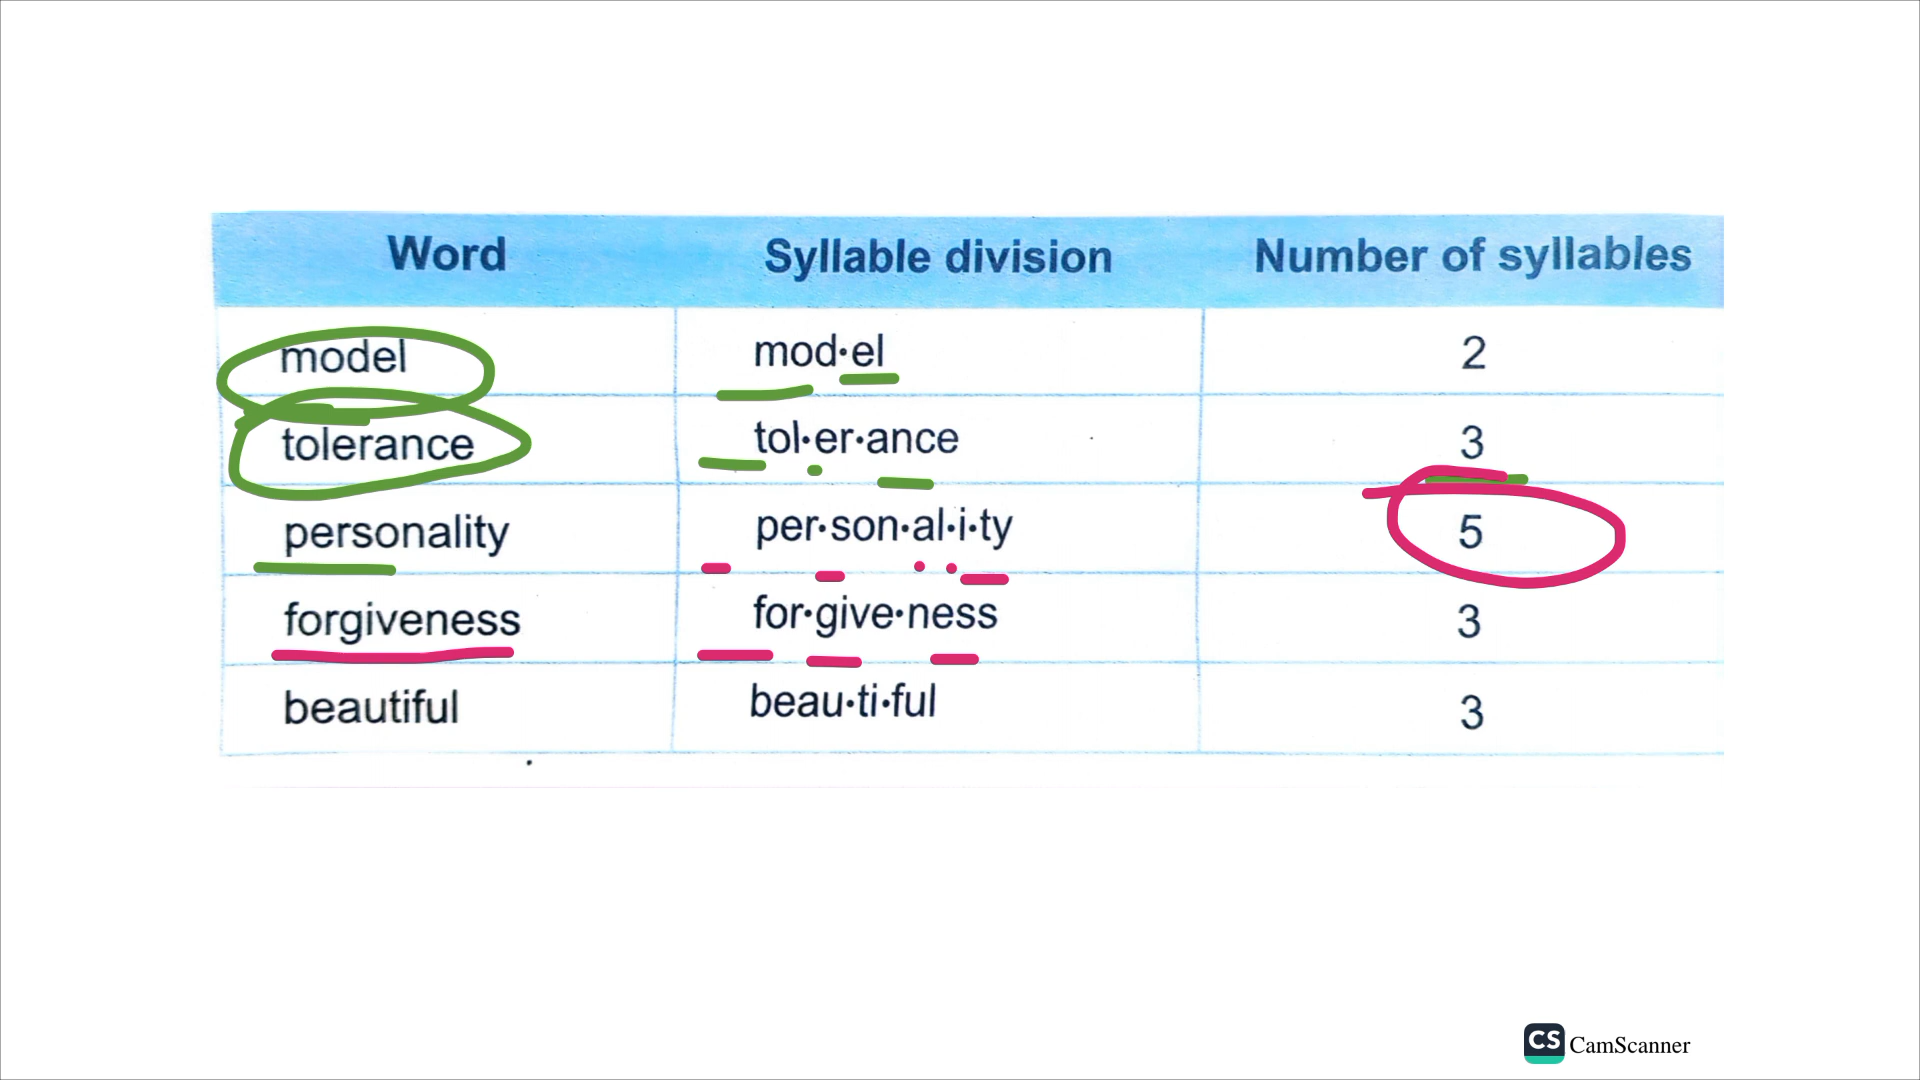 Word Syllable division Number of syllables
model mod·el 2
tolerance tol·er·ance 3
personality per·son·al·i·ty 5
forgiveness for·give·ness 3
beautiful beau·ti·ful 3
CS CamScanner